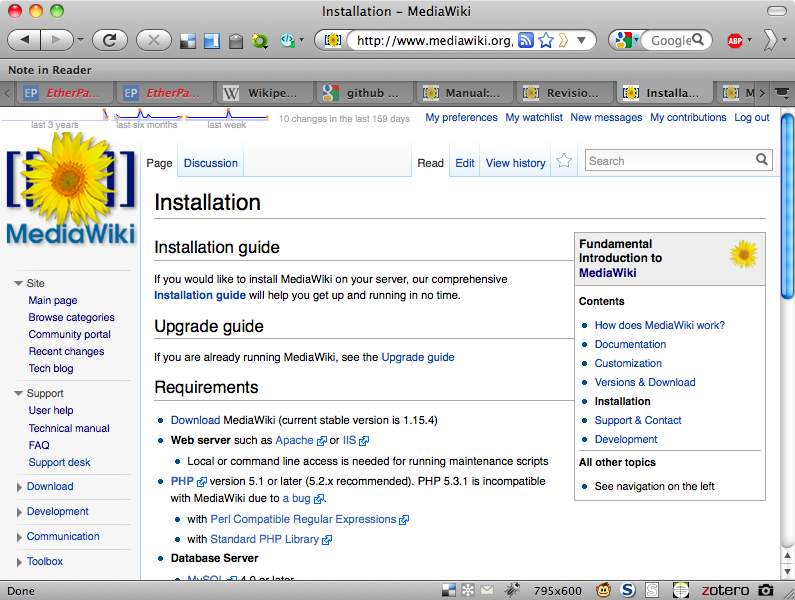 Installation – MediaWiki
http://www.mediawiki.org,
Google
ABP
Note in Reader
EP EtherPa...
EP EtherPa...
W Wikipe...
github ...
Manual:...
Revisio...
Installa...
M
last 3 years
last six months
last week
10 changes in the last 159 days
My preferences My watchlist New messages My contributions Log out
MediaWiki
Page Discussion Read Edit View history Search
Installation
Installation guide
If you would like to install MediaWiki on your server, our comprehensive
Installation guide will help you get up and running in no time.
Upgrade guide
If you are already running MediaWiki, see the Upgrade guide
Requirements
Download MediaWiki (current stable version is 1.15.4)
Web server such as Apache or IIS
Local or command line access is needed for running maintenance scripts
PHP version 5.1 or later (5.2.x recommended). PHP 5.3.1 is incompatible
with MediaWiki due to a bug.
with Perl Compatible Regular Expressions
with Standard PHP Library
Database Server
MySQL 4.0 or later
Fundamental
Introduction to
MediaWiki
Contents
How does MediaWiki work?
Documentation
Customization
Versions & Download
Installation
Support & Contact
Development
All other topics
See navigation on the left
Site
Main page
Browse categories
Community portal
Recent changes
Tech blog
Support
User help
Technical manual
FAQ
Support desk
Download
Development
Communication
Toolbox
Done
795x600
S
S
zotero